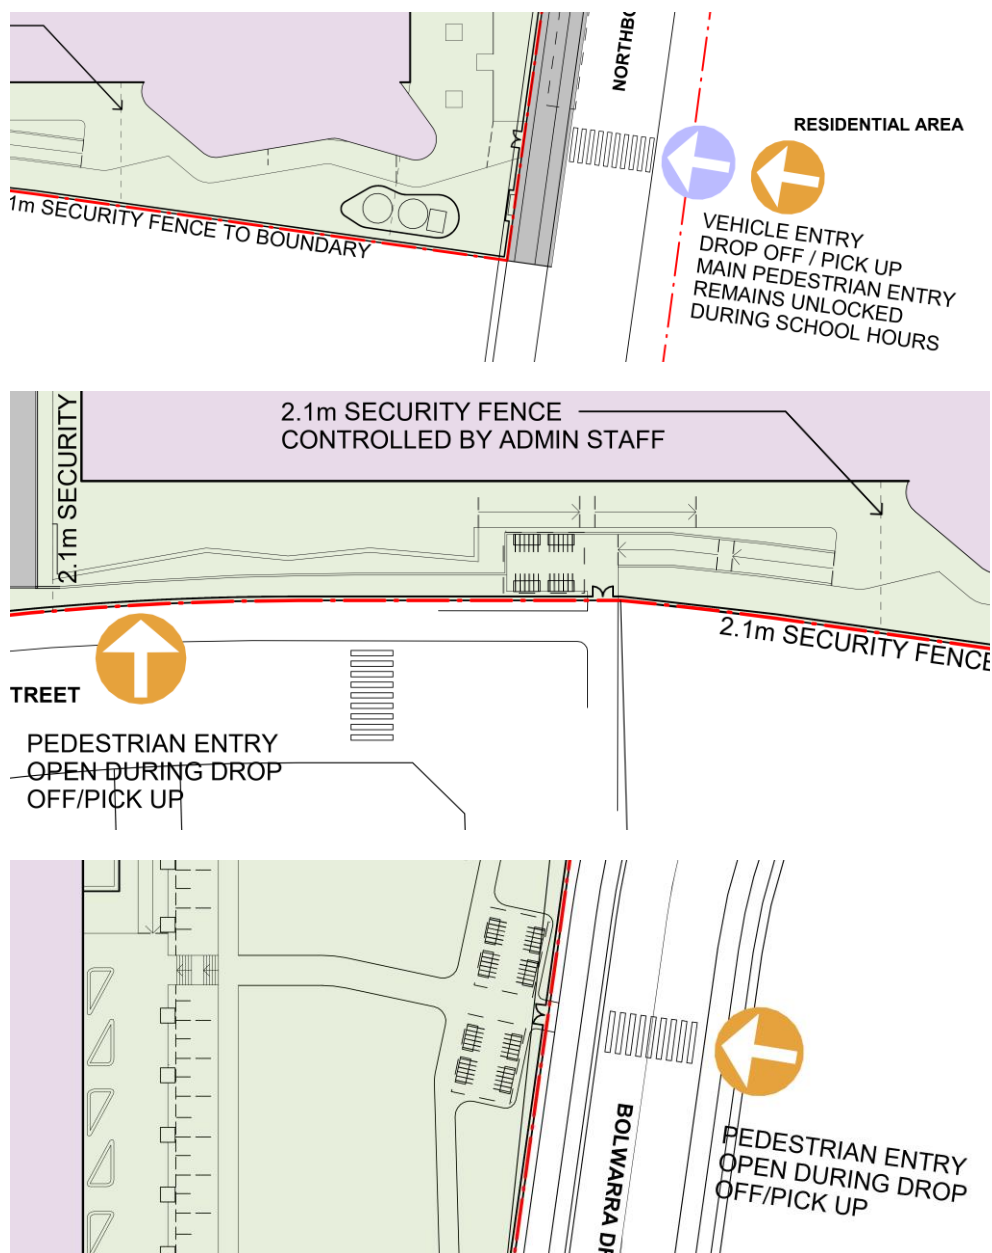 NORTHBO
RESIDENTIAL AREA
1m SECURITY FENCE TO BOUNDARY
VEHICLE ENTRY
DROP OFF / PICK UP
MAIN PEDESTRIAN ENTRY
REMAINS UNLOCKED
DURING SCHOOL HOURS
2.1m SECURITY
2.1m SECURITY FENCE
CONTROLLED BY ADMIN STAFF
2.1m SECURITY FENCE
TREET
PEDESTRIAN ENTRY
OPEN DURING DROP
OFF/PICK UP
BOLWARRA DR
PEDESTRIAN ENTRY
OPEN DURING DROP
OFF/PICK UP